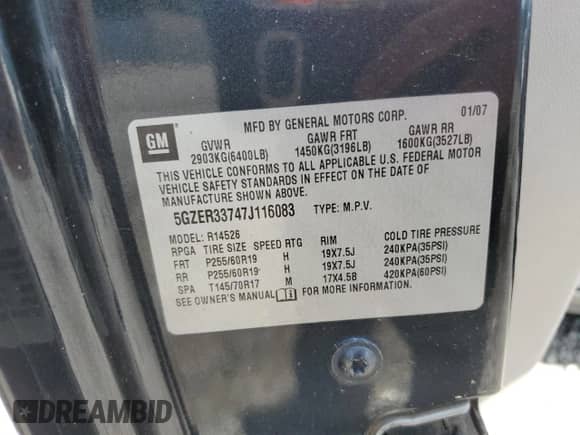 MFD BY GENERAL MOTORS CORP. 01/07
GM GVWR GAWR FRT GAWR RR
2903KG(6400LB) 1450KG(3196LB) 1600KG(3527LB)
THIS VEHICLE CONFORMS TO ALL APPLICABLE U.S. FEDERAL MOTOR
VEHICLE SAFETY STANDARDS IN EFFECT ON THE DATE OF
MANUFACTURE SHOWN ABOVE.
5GZER33747J116083 TYPE: M.P.V.
MODEL: R14526
RPGA TIRE SIZE SPEED RTG RIM COLD TIRE PRESSURE
FRT P255/60R19 H 19X7.5J 240KPA(35PSI)
RR P255/60R19 H 19X7.5J 240KPA(35PSI)
SPA T145/70R17 M 17X4.5B 420KPA(60PSI)
SEE OWNER'S MANUAL FOR MORE INFORMATION.
DREAMBID